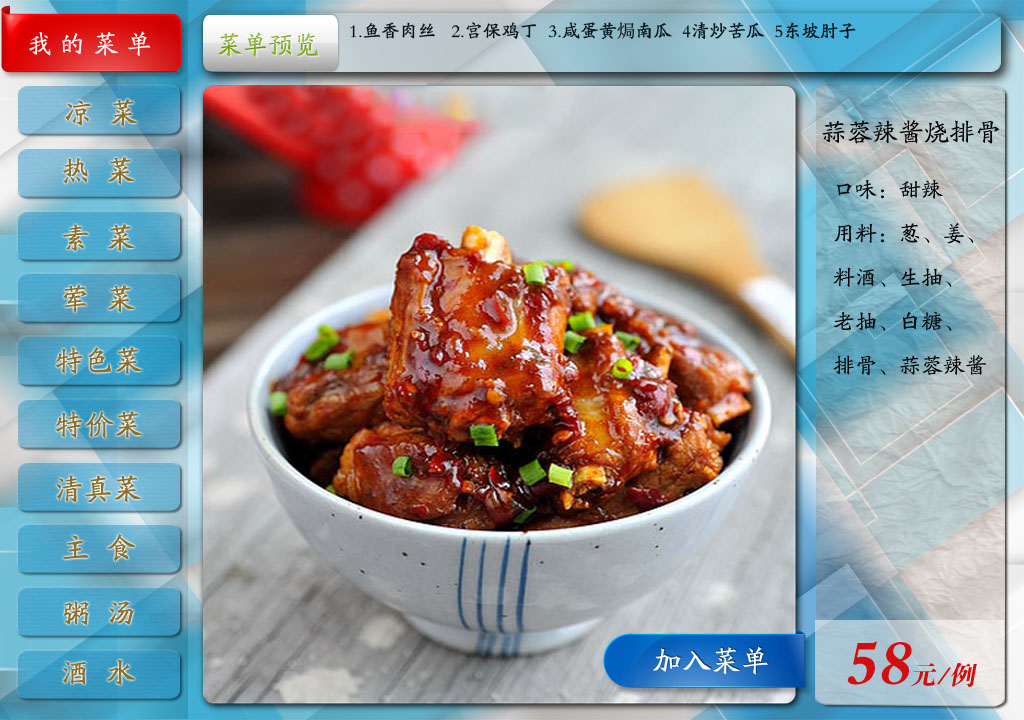 我的菜单
菜单预览
1.鱼香肉丝 2.宫保鸡丁 3.咸蛋黄焗南瓜 4清炒苦瓜 5东坡肘子
凉菜
热菜
素菜
荤菜
特色菜
特价菜
清真菜
主食
粥汤
酒水
蒜蓉辣酱烧排骨
口味：甜辣
用料：葱、姜、
料酒、生抽、
老抽、白糖、
排骨、蒜蓉辣酱
加入菜单
58元/例